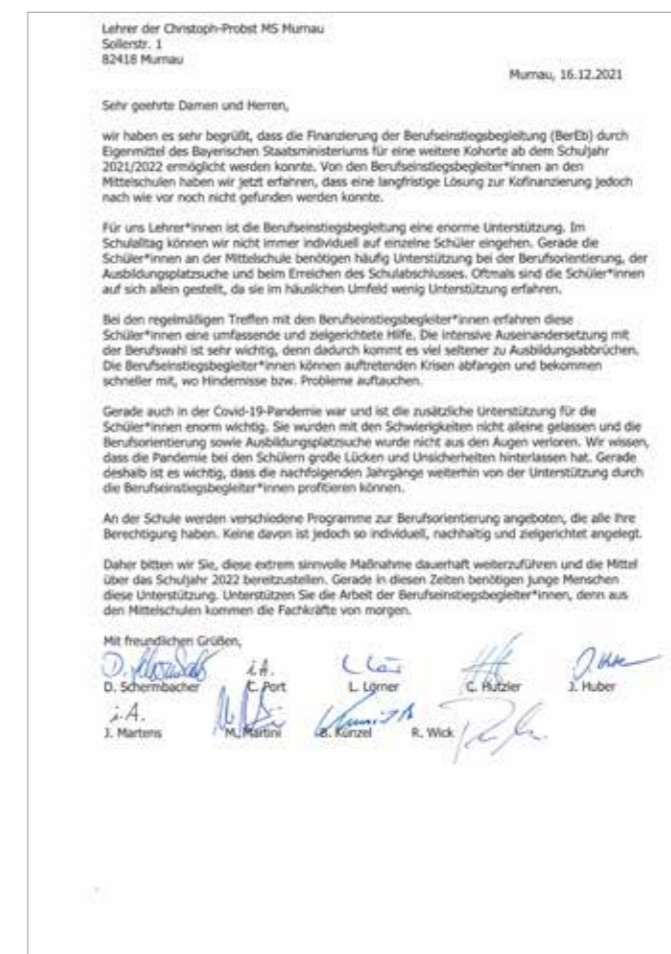 Lehrer der Christoph-Probst MS Murnau
Sollerstr. 1
82418 Murnau
Murnau, 16.12.2021
Sehr geehrte Damen und Herren,
wir haben es sehr begrüßt, dass die Finanzierung der Berufseinstiegsbegleitung (BerEb) durch
Eigenmittel des Bayerischen Staatsministeriums für eine weitere Kohorte ab dem Schuljahr
2021/2022 ermöglicht werden konnte. Von den Berufseinstiegsbegleiter*innen an den
Mittelschulen haben wir jetzt erfahren, dass eine langfristige Lösung zur Kofinanzierung jedoch
nach wie vor noch nicht gefunden werden konnte.
Für uns Lehrer*innen ist die Berufseinstiegsbegleitung eine enorme Unterstützung. Im
Schulalltag können wir nicht immer individuell auf einzelne Schüler eingehen. Gerade die
Schüler*innen an der Mittelschule benötigen häufig Unterstützung bei der Berufsorientierung, der
Ausbildungsplatzsuche und beim Erreichen des Schulabschlusses. Oftmals sind die Schüler*innen
auf sich allein gestellt, da sie im häuslichen Umfeld wenig Unterstützung erfahren.
Bei den regelmäßigen Treffen mit den Berufseinstiegsbegleiter*innen erfahren diese
Schüler*innen eine umfassende und zielgerichtete Hilfe. Die intensive Auseinandersetzung mit
der Berufswahl ist sehr wichtig, denn dadurch kommt es viel seltener zu Ausbildungsabbrüchen.
Die Berufseinstiegsbegleiter*innen können auftretenden Krisen abfangen und bekommen
schneller mit, wo Hindernisse bzw. Probleme auftauchen.
Gerade auch in der Covid-19-Pandemie war und ist die zusätzliche Unterstützung für die
Schüler*innen enorm wichtig. Sie wurden mit den Schwierigkeiten nicht alleine gelassen und die
Berufsorientierung sowie Ausbildungsplatzsuche wurde nicht aus den Augen verloren. Wir wissen,
dass die Pandemie bei den Schülern große Lücken und Unsicherheiten hinterlassen hat. Gerade
deshalb ist es wichtig, dass die nachfolgenden Jahrgänge weiterhin von der Unterstützung durch
die Berufseinstiegsbegleiter*innen profitieren können.
An der Schule werden verschiedene Programme zur Berufsorientierung angeboten, die alle ihre
Berechtigung haben. Keine davon ist jedoch so individuell, nachhaltig und zielgerichtet angelegt.
Daher bitten wir Sie, diese extrem sinnvolle Maßnahme dauerhaft weiterzuführen und die Mittel
über das Schuljahr 2022 bereitzustellen. Gerade in diesen Zeiten benötigen junge Menschen
diese Unterstützung. Unterstützen Sie die Arbeit der Berufseinstiegsbegleiter*innen, denn aus
den Mittelschulen kommen die Fachkräfte von morgen.
Mit freundlichen Grüßen,
i.A.
D. Schermbacher C. Port L. Lörner C. Hutzler J. Huber
i.A.
J. Martens M. Martini B. Künzel R. Wick